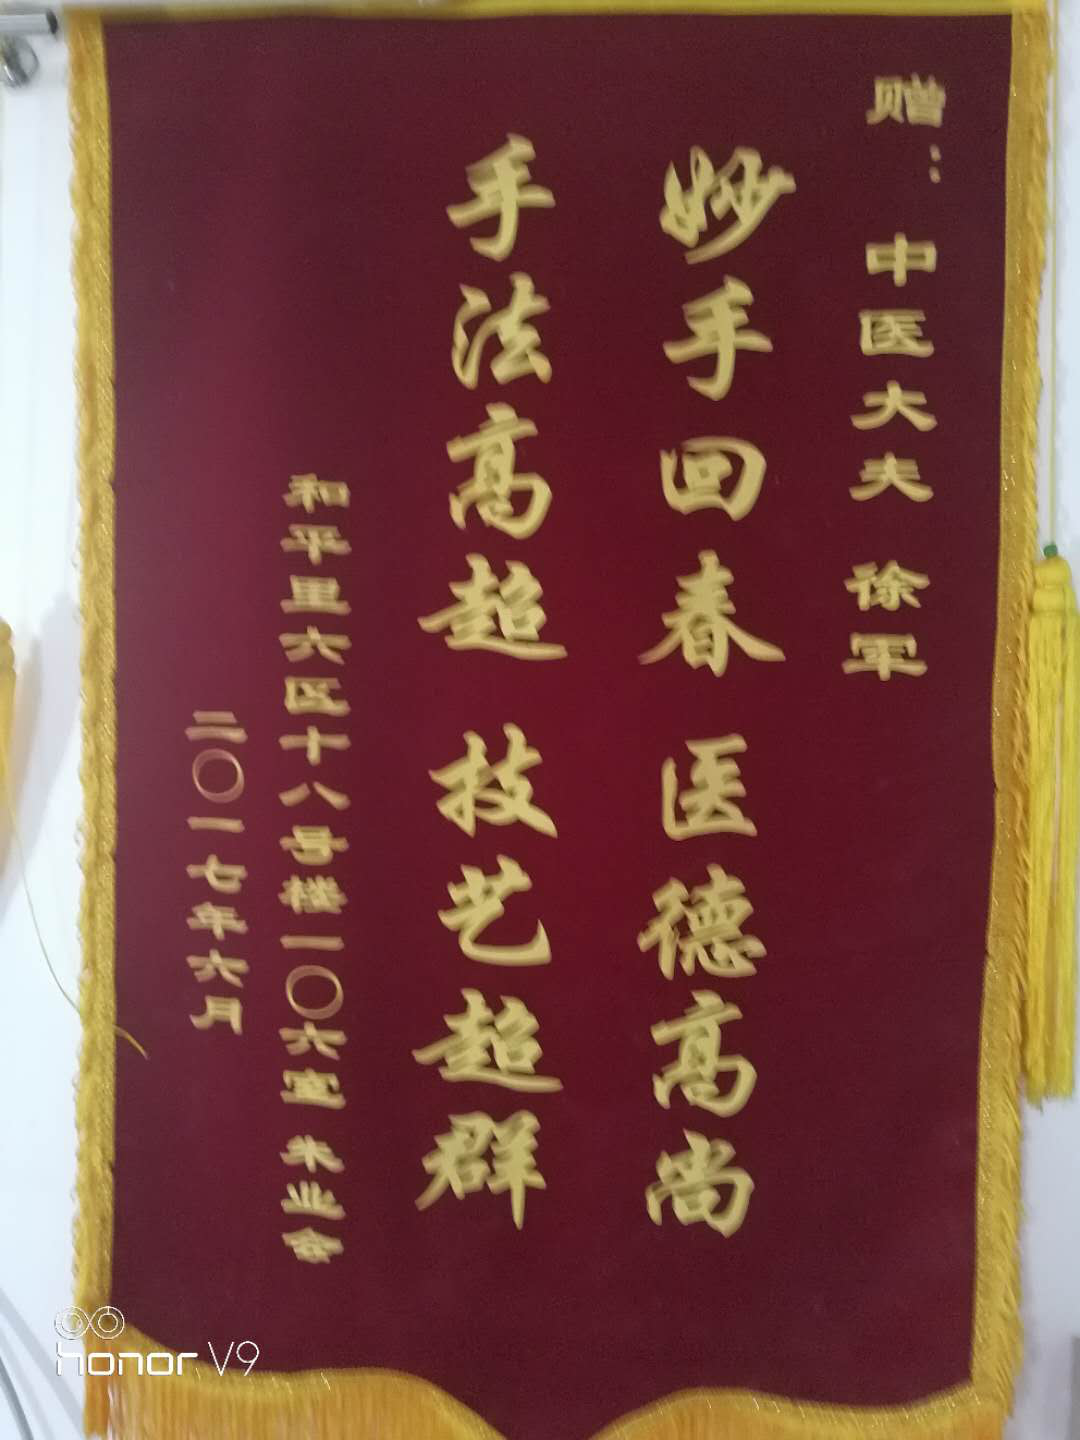 赠：中医大夫 徐军
妙手回春 医德高尚
手法高超 技艺超群
和平里六区十八号楼一〇六室 朱业会
二〇一七年六月
honor V9